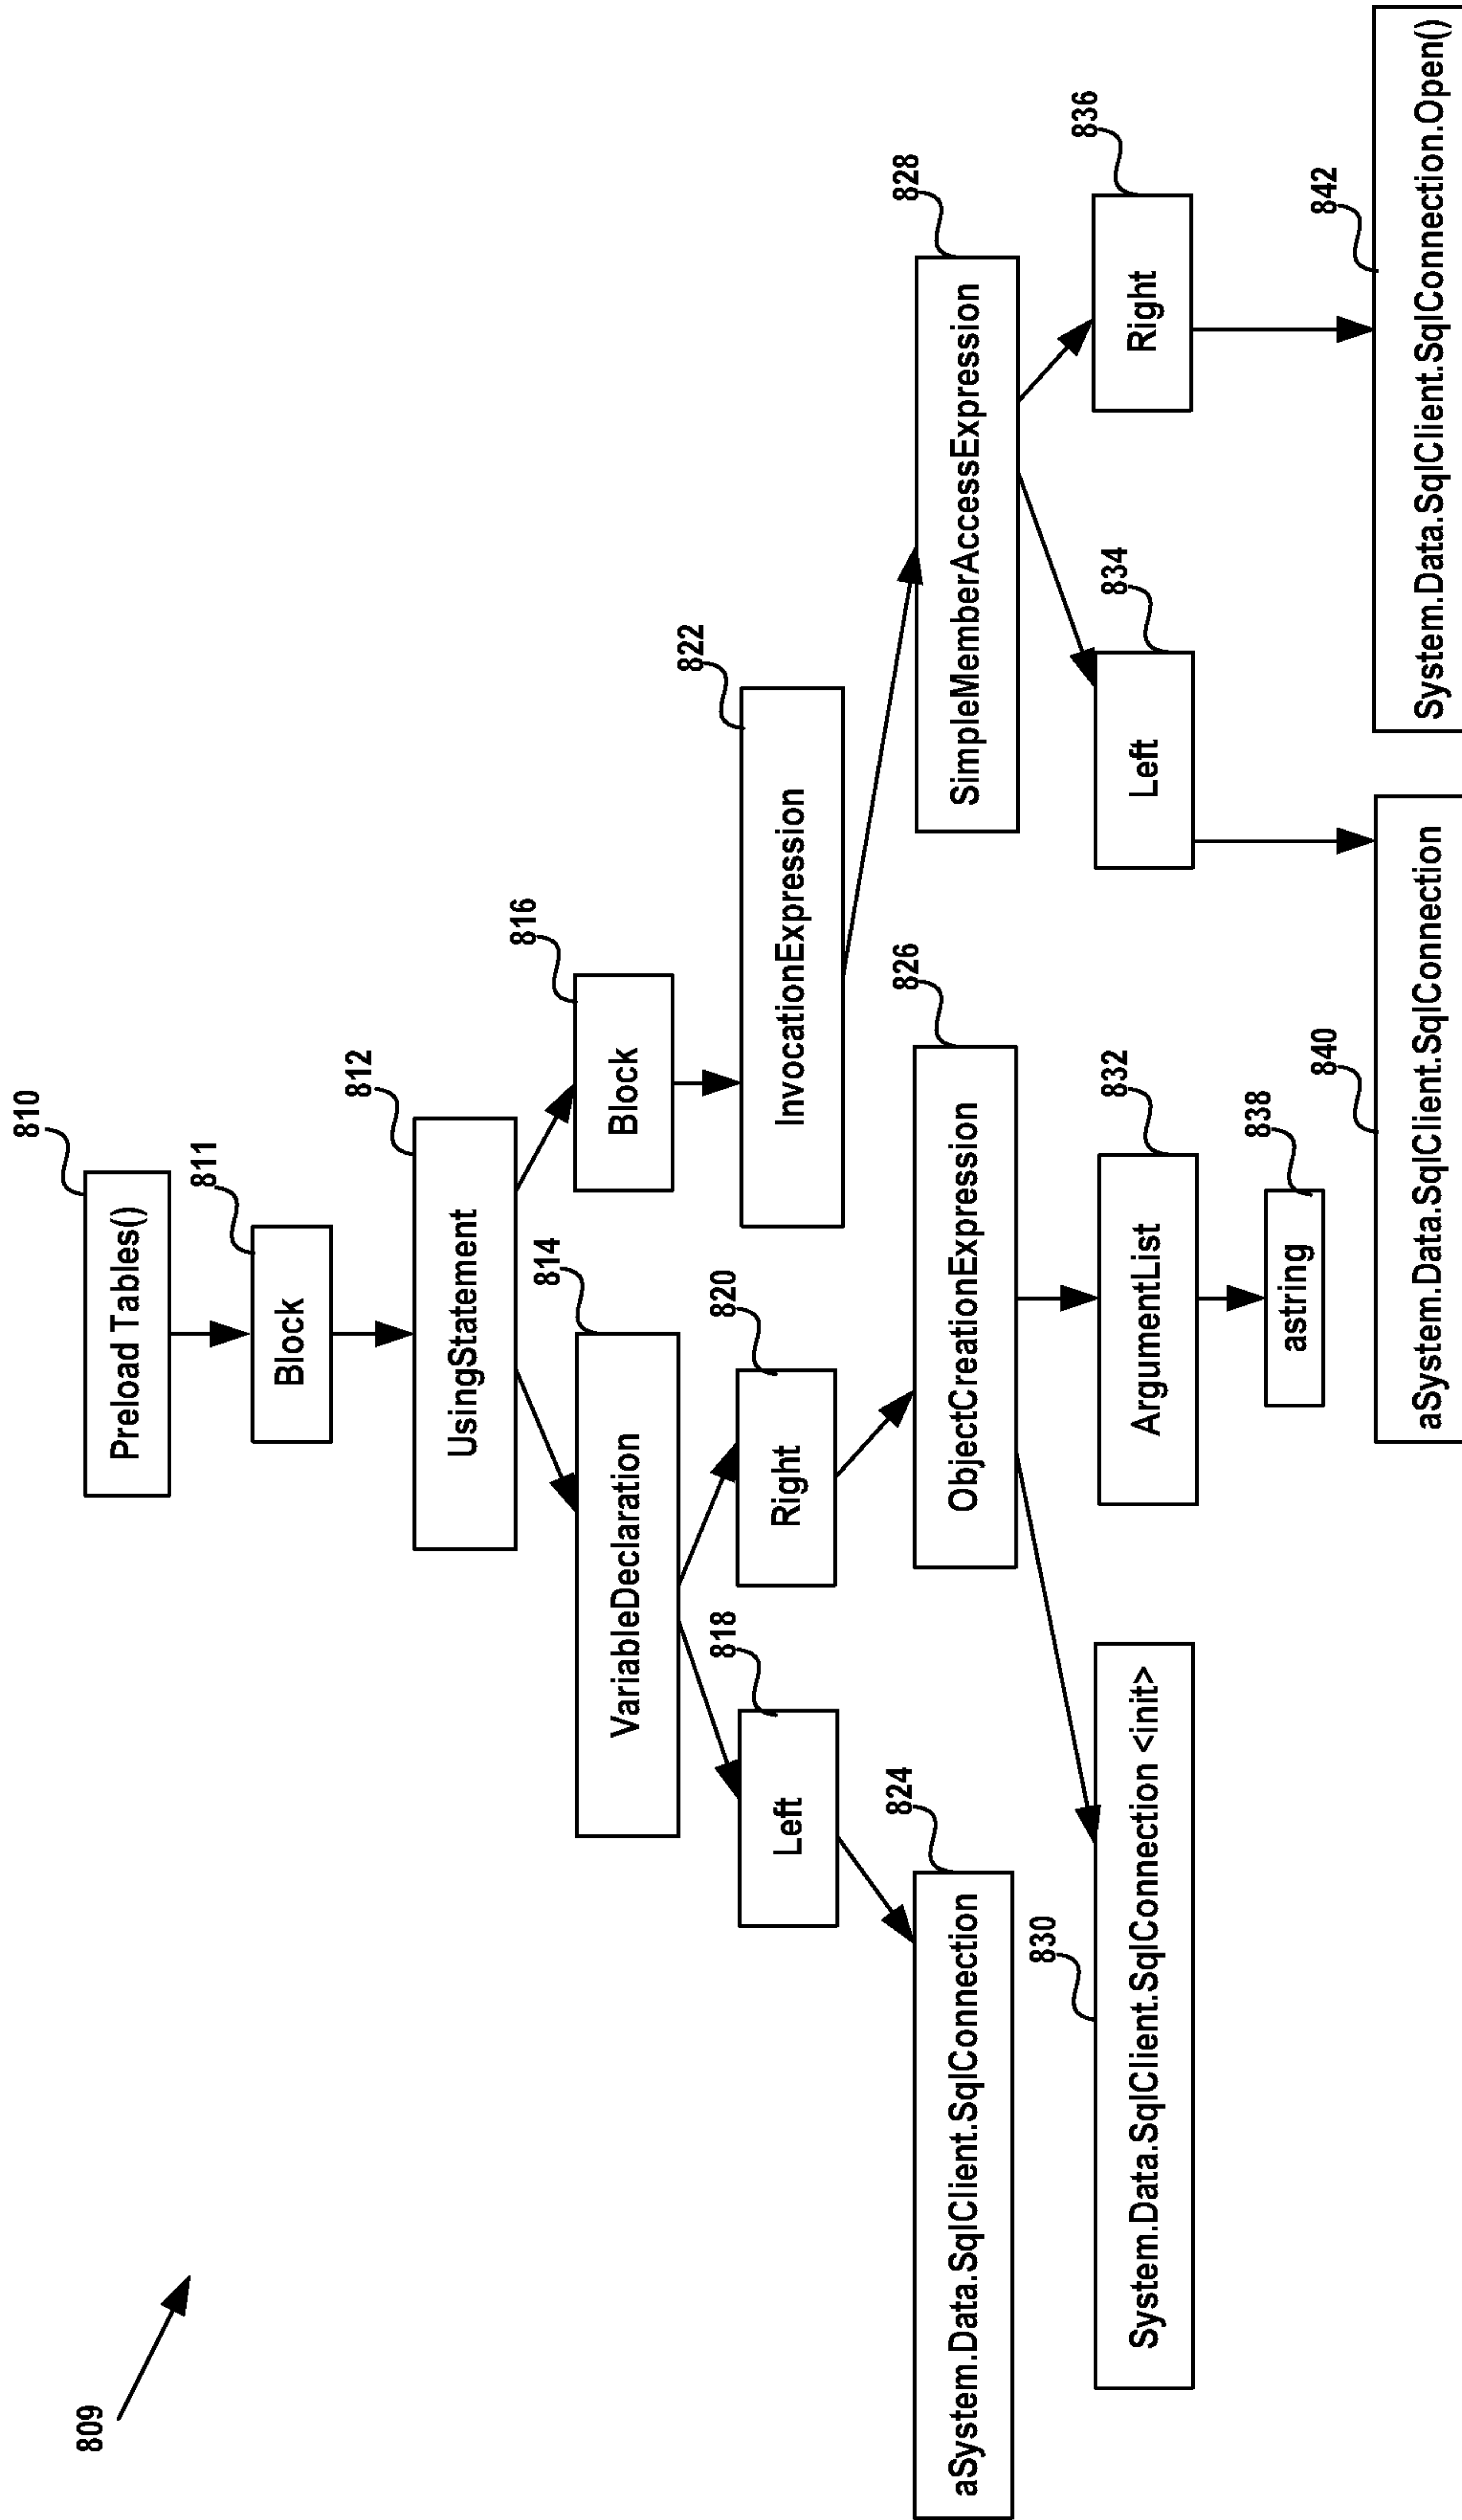 809
810
Preload Tables()
811
Block
812
UsingStatement
814
VariableDeclaration
816
Block
818
Left
820
Right
822
InvocationExpression
824
aSystem.Data.SqlClient.SqlConnection
826
ObjectCreationExpression
828
SimpleMemberAccessExpression
830
System.Data.SqlClient.SqlConnection <init>
832
ArgumentList
834
Left
836
Right
838
astring
840
aSystem.Data.SqlClient.SqlConnection
842
System.Data.SqlClient.SqlConnection.Open()